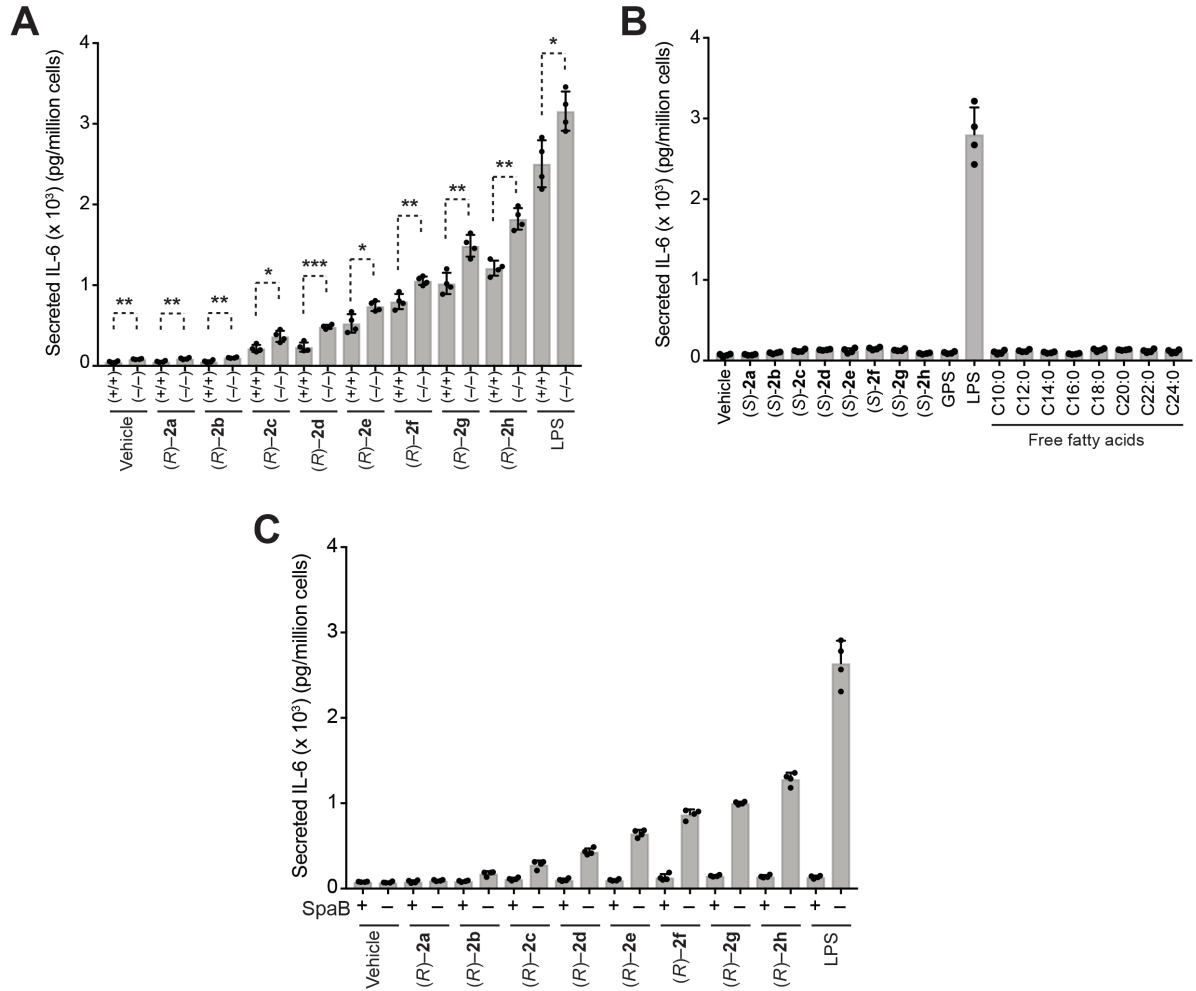 A
Secreted IL-6 (x 10³) (pg/million cells)
4
3
2
1
0
** ** ** * *** * ** ** ** *
(+/+) (–/–) (+/+) (–/–) (+/+) (–/–) (+/+) (–/–) (+/+) (–/–) (+/+) (–/–) (+/+) (–/–) (+/+) (–/–) (+/+) (–/–) (+/+) (–/–)
Vehicle
(R)–2a
(R)–2b
(R)–2c
(R)–2d
(R)–2e
(R)–2f
(R)–2g
(R)–2h
LPS
B
Secreted IL-6 (x 10³) (pg/million cells)
4
3
2
1
0
Vehicle
(S)-2a
(S)-2b
(S)-2c
(S)-2d
(S)-2e
(S)-2f
(S)-2g
(S)-2h
GPS
LPS
C10:0
C12:0
C14:0
C16:0
C18:0
C20:0
C22:0
C24:0
Free fatty acids
C
Secreted IL-6 (x 10³) (pg/million cells)
4
3
2
1
0
SpaB + – + – + – + – + – + – + – + – + – + –
Vehicle
(R)–2a
(R)–2b
(R)–2c
(R)–2d
(R)–2e
(R)–2f
(R)–2g
(R)–2h
LPS